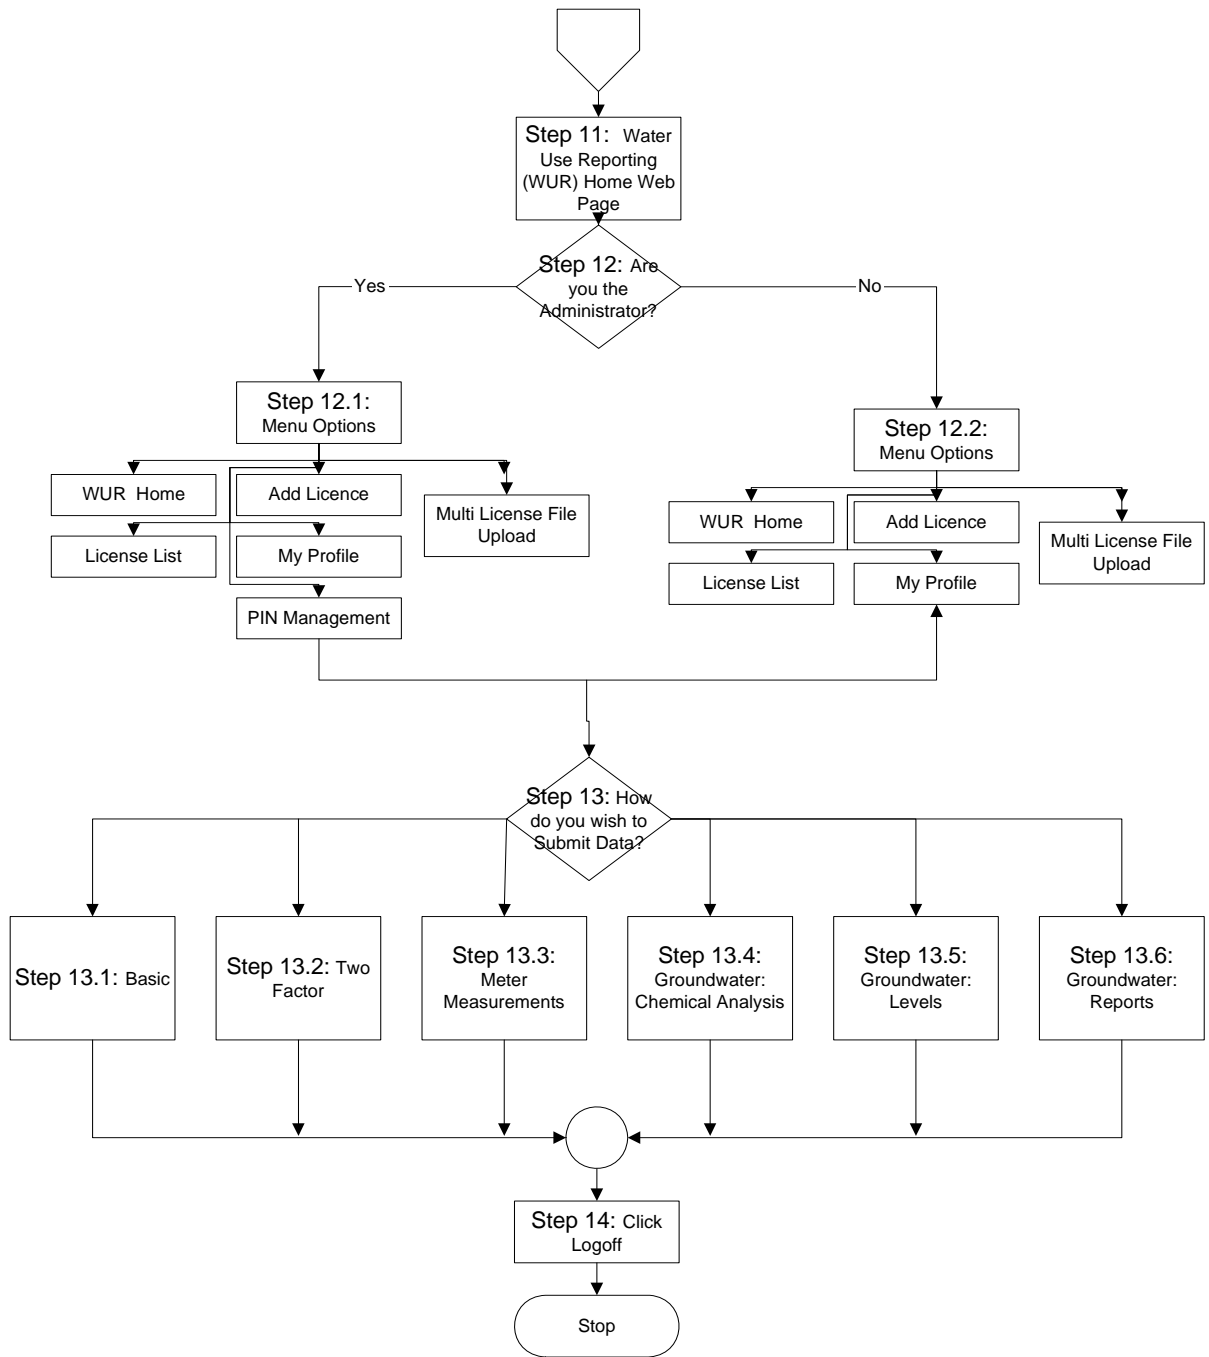 Step 11: Water
Use Reporting
(WUR) Home Web
Page
Step 12: Are
you the
Administrator?
Yes
No
Step 12.1:
Menu Options
Step 12.2:
Menu Options
WUR Home
Add Licence
Multi License File
Upload
License List
My Profile
PIN Management
WUR Home
Add Licence
Multi License File
Upload
License List
My Profile
Step 13: How
do you wish to
Submit Data?
Step 13.1: Basic
Step 13.2: Two
Factor
Step 13.3:
Meter
Measurements
Step 13.4:
Groundwater:
Chemical Analysis
Step 13.5:
Groundwater:
Levels
Step 13.6:
Groundwater:
Reports
Step 14: Click
Logoff
Stop